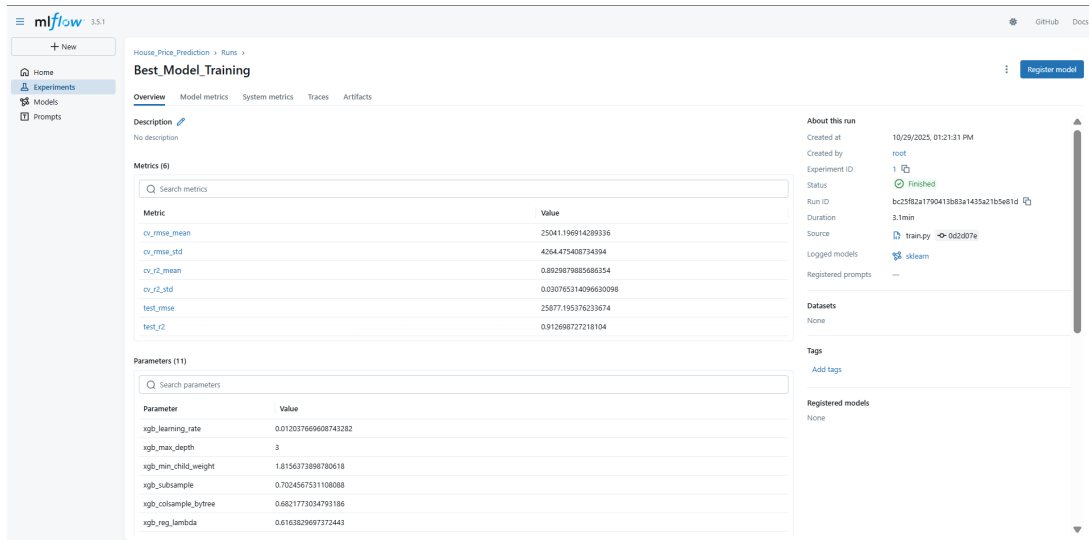 mlflow 3.5.1
GitHub Docs
+ New
Home
Experiments
Models
Prompts
House_Price_Prediction > Runs >
Best_Model_Training
Register model
Overview Model metrics System metrics Traces Artifacts
Description
No description
Metrics (6)
Search metrics
Metric Value
cv_rmse_mean 25041.196914289336
cv_rmse_std 4264.475408734394
cv_r2_mean 0.8929879885686354
cv_r2_std 0.030765314096630098
test_rmse 25877.195376233674
test_r2 0.912698727218104
Parameters (11)
Search parameters
Parameter Value
xgb_learning_rate 0.012037669608743282
xgb_max_depth 3
xgb_min_child_weight 1.8156373898780618
xgb_subsample 0.7024567531108088
xgb_colsample_bytree 0.6821773034793186
xgb_reg_lambda 0.6163829697372443
About this run
Created at 10/29/2025, 01:21:31 PM
Created by root
Experiment ID 1
Status Finished
Run ID bc25f82a1790413b83a1435a21b5e81d
Duration 3.1min
Source train.py 0d2d07e
Logged models sklearn
Registered prompts —
Datasets
None
Tags
Add tags
Registered models
None